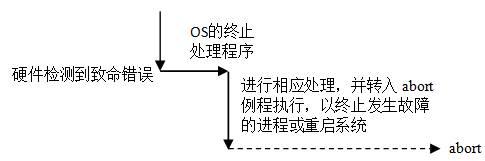 OS的终止
处理程序
硬件检测到致命错误
进行相应处理，并转入 abort
例程执行，以终止发生故障
的进程或重启系统
abort